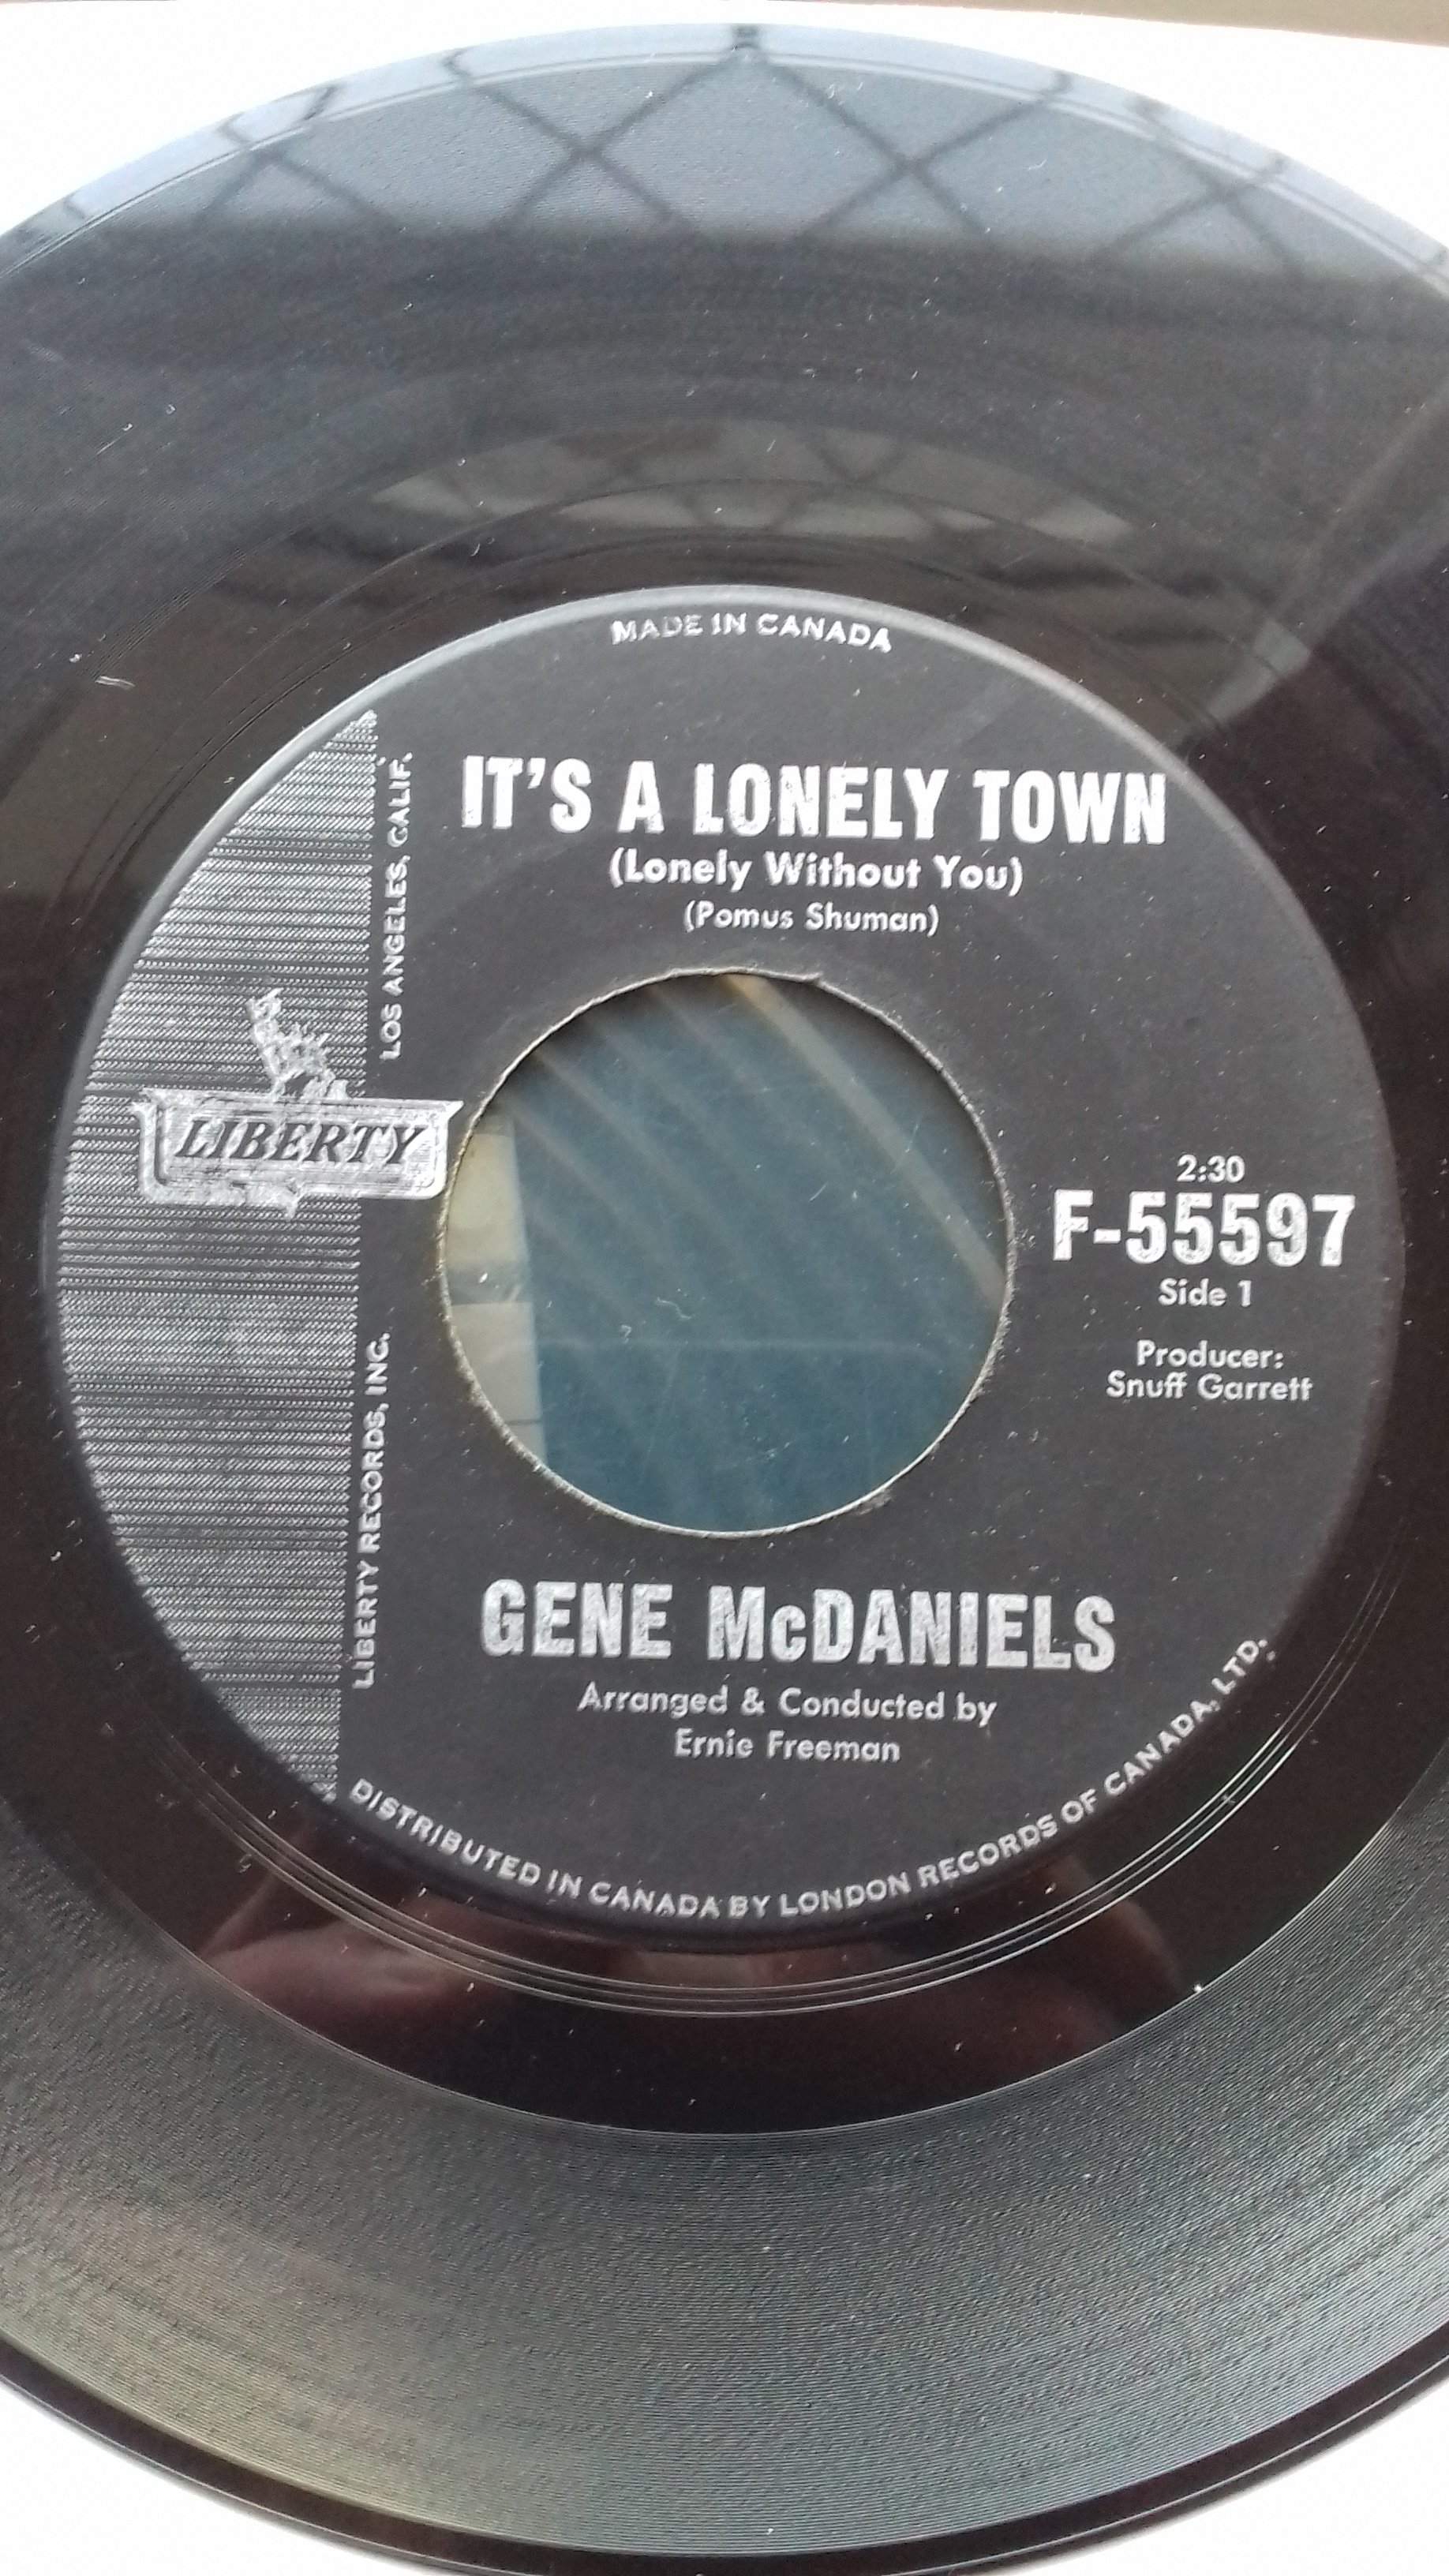 MADE IN CANADA
IT'S A LONELY TOWN
(Lonely Without You)
(Pomus Shuman)
LOS ANGELES, CALIF.
LIBERTY
2:30
F-55597
Side 1
Producer:
Snuff Garrett
LIBERTY RECORDS, INC.
GENE McDANIELS
Arranged & Conducted by
Ernie Freeman
DISTRIBUTED IN CANADA BY LONDON RECORDS OF CANADA, LTD.